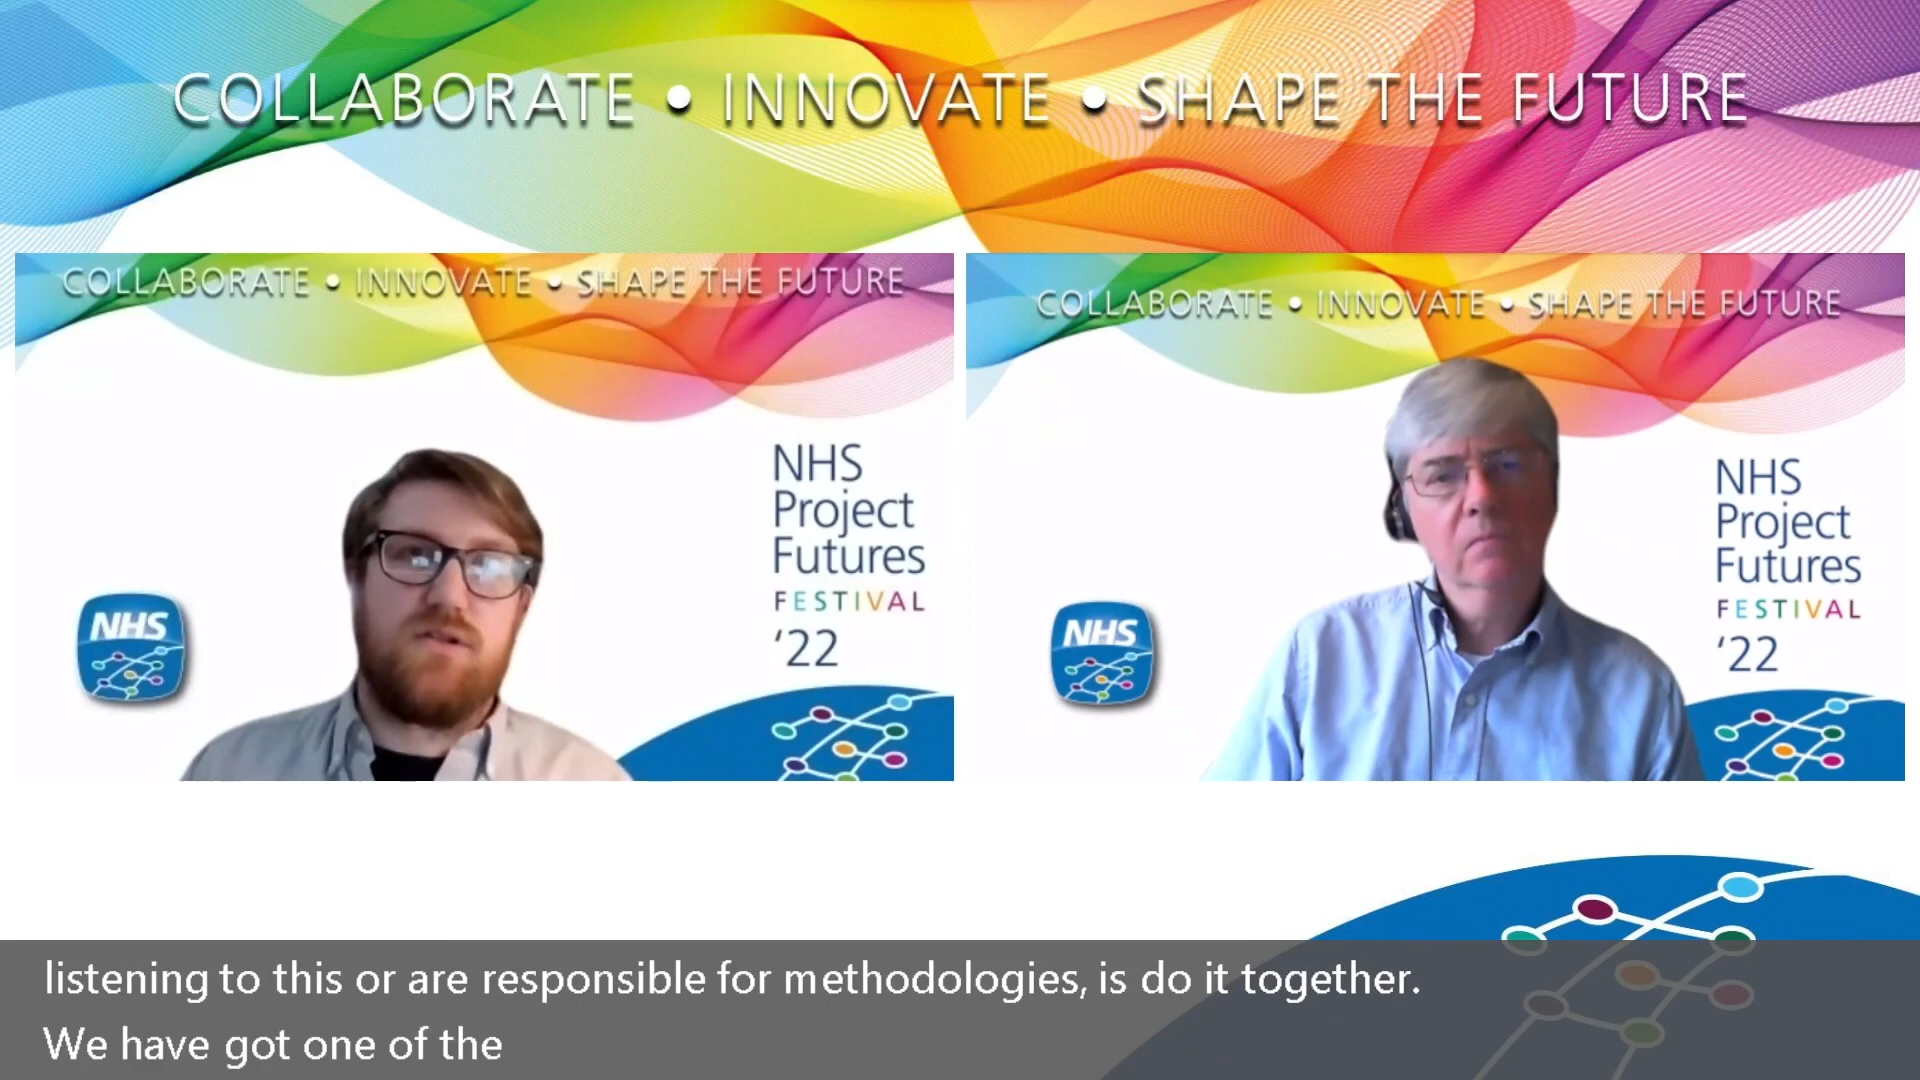 COLLABORATE • INNOVATE • SHAPE THE FUTURE
COLLABORATE • INNOVATE • SHAPE THE FUTURE
NHS
Project
Futures
FESTIVAL
'22
NHS
COLLABORATE • INNOVATE • SHAPE THE FUTURE
NHS
Project
Futures
FESTIVAL
'22
NHS
listening to this or are responsible for methodologies, is do it together.
We have got one of the